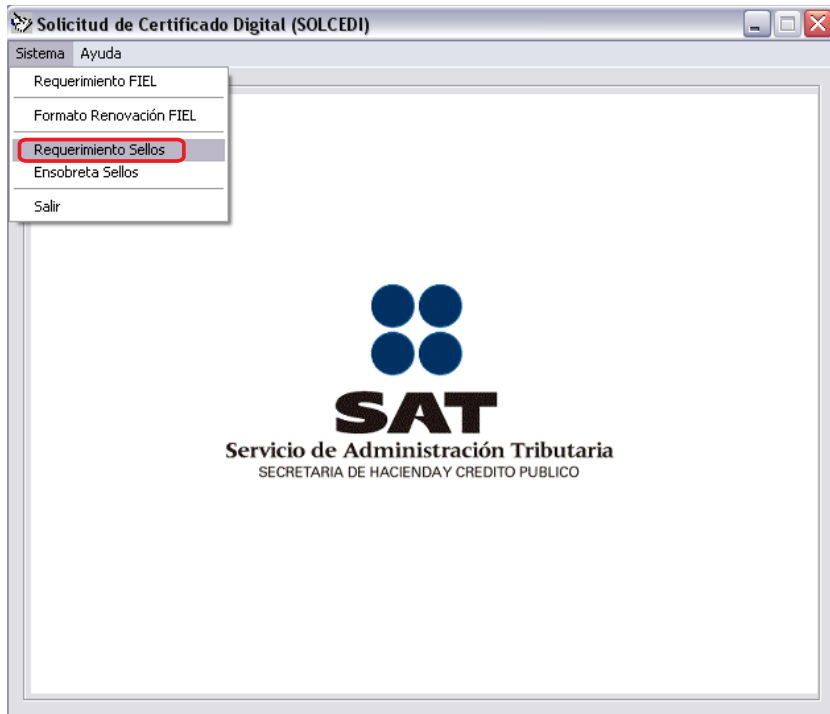 Solicitud de Certificado Digital (SOLCEDI)
Sistema Ayuda
Requerimiento FIEL
Formato Renovación FIEL
Requerimiento Sellos
Ensobreta Sellos
Salir
SAT
Servicio de Administración Tributaria
SECRETARIA DE HACIENDA Y CREDITO PUBLICO